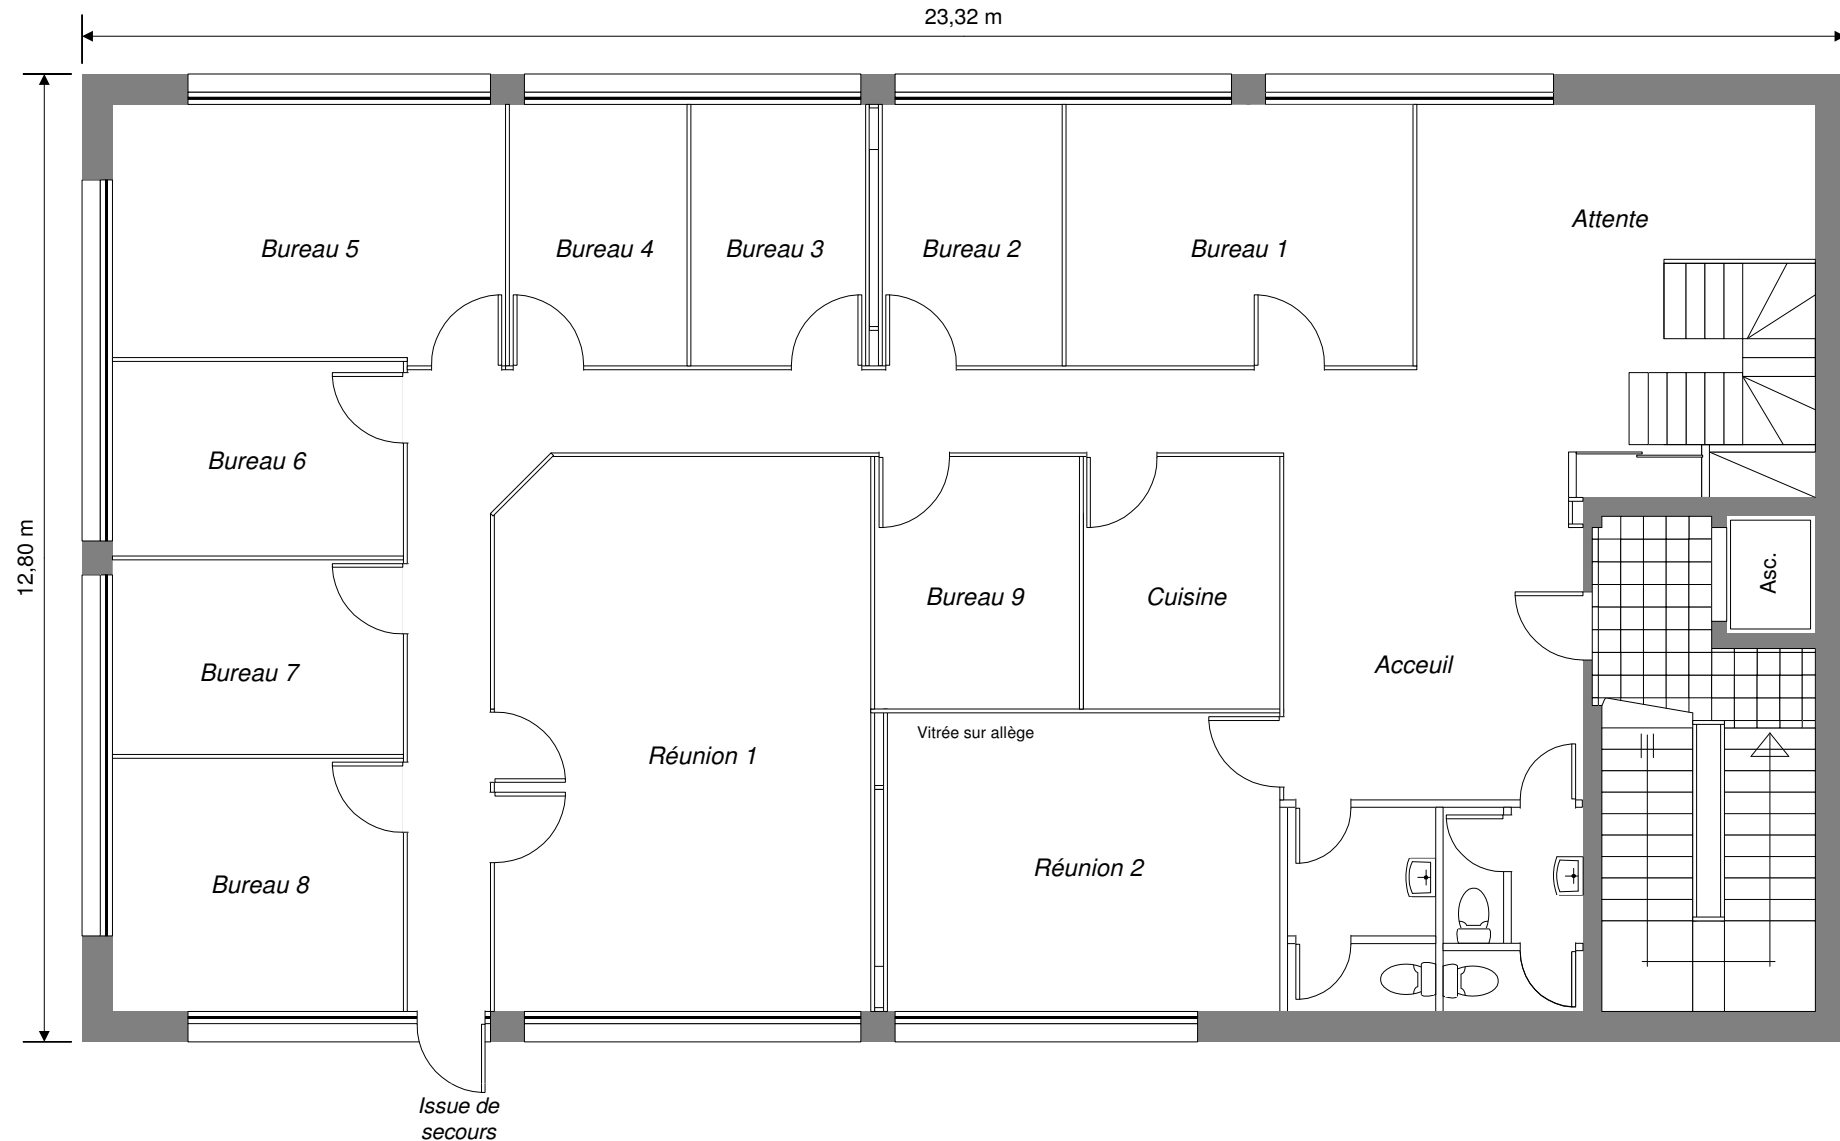 23,32 m
12,80 m
Attente
Bureau 5
Bureau 4
Bureau 3
Bureau 2
Bureau 1
Bureau 6
Asc.
Bureau 9
Cuisine
Acceuil
Bureau 7
Vitrée sur allège
Réunion 1
Réunion 2
Bureau 8
Issue de
secours